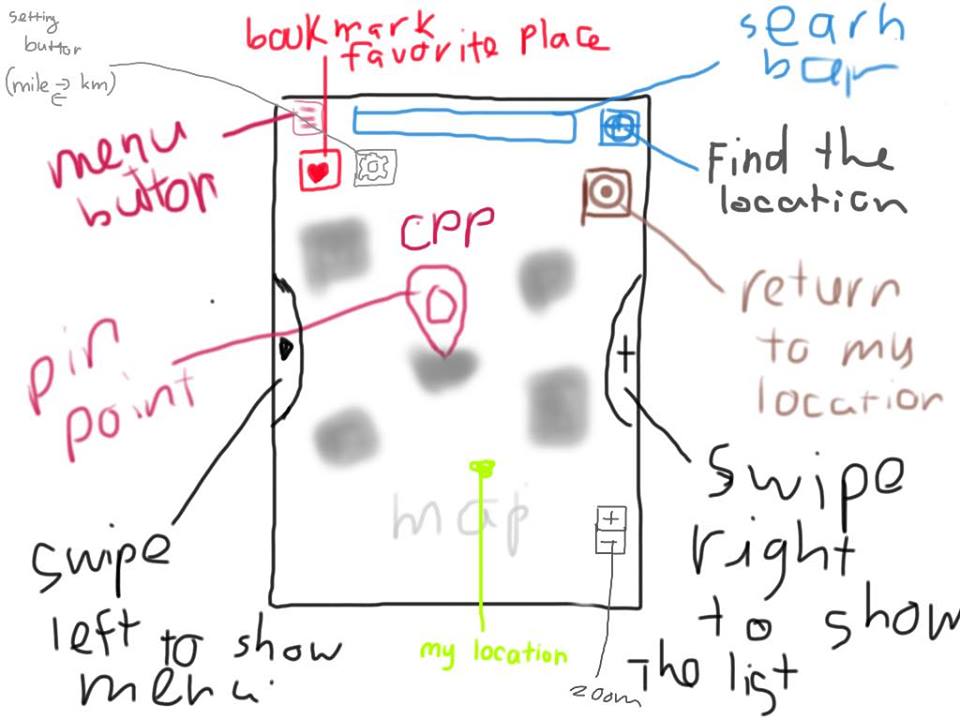 setting
button
(mile → km)
bookmark
favorite place
searh
bar
menu
button
Find the
location
CPP
return
to my
location
pin
point
swipe
left to show
menu
map
my location
zoom
swipe
right
to show
The list